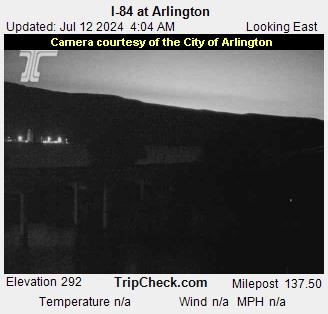 I-84 at Arlington
Updated: Jul 12 2024 4:04 AM Looking East
Camera courtesy of the City of Arlington
Elevation 292 TripCheck.com Milepost 137.50
Temperature n/a Wind n/a MPH n/a